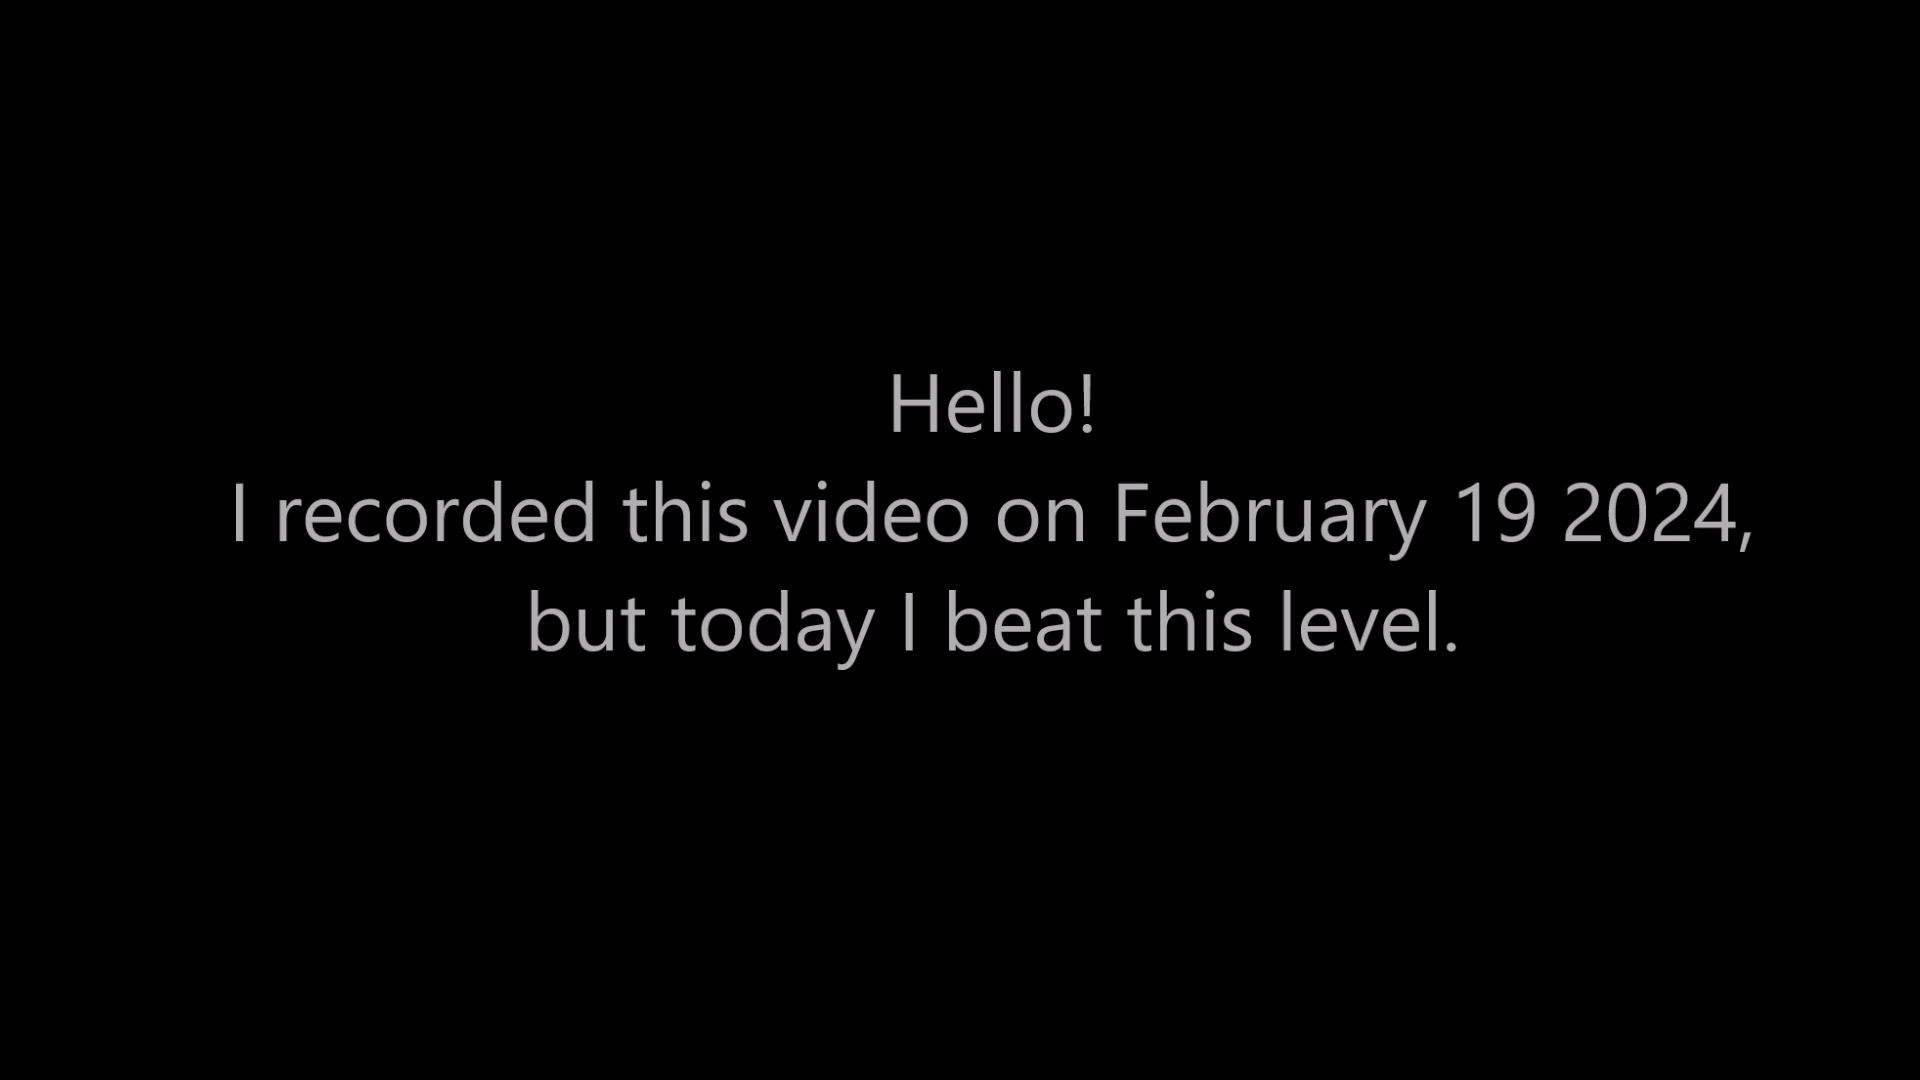 Hello!
I recorded this video on February 19 2024,
but today I beat this level.